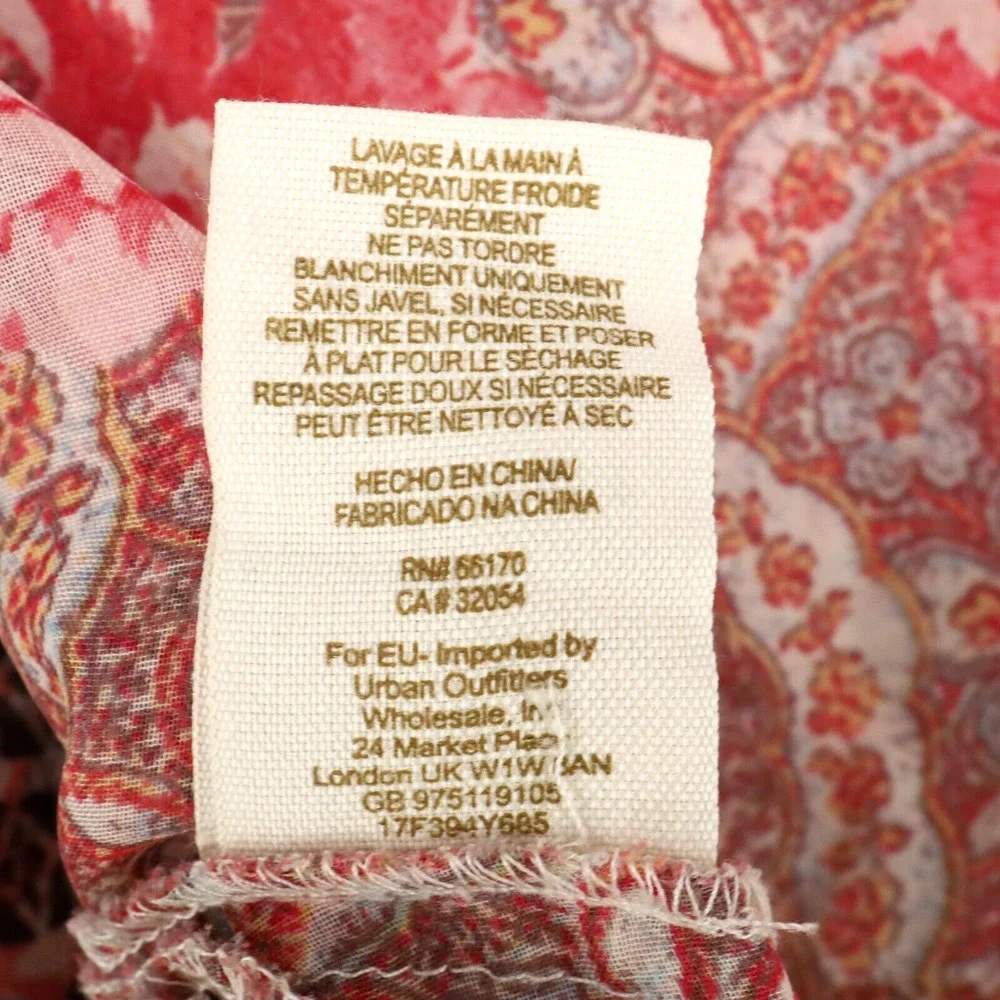 LAVAGE À LA MAIN À
TEMPÉRATURE FROIDE
SÉPARÉMENT
NE PAS TORDRE
BLANCHIMENT UNIQUEMENT
SANS JAVEL, SI NÉCESSAIRE
REMETTRE EN FORME ET POSER
À PLAT POUR LE SÉCHAGE
REPASSAGE DOUX SI NÉCESSAIRE
PEUT ÊTRE NETTOYÉ À SEC
HECHO EN CHINA/
FABRICADO NA CHINA
RN# 66170
CA# 32054
For EU- Imported by
Urban Outfitters
Wholesale,
24 Market Place
London UK W1W
GB 975119105
17F394Y685